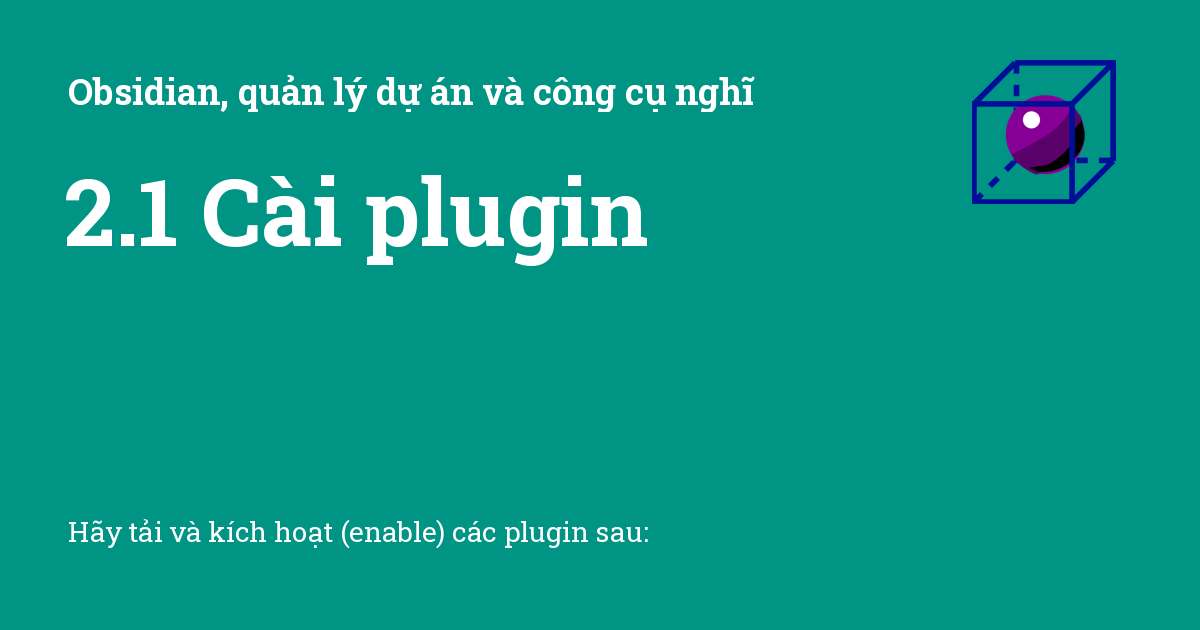 Obsidian, quản lý dự án và công cụ nghĩ
2.1 Cài plugin
Hãy tải và kích hoạt (enable) các plugin sau: